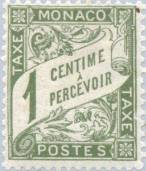 MONACO
TAXE
1 CENTIME
À
PERCEVOIR
TAXE
POSTES